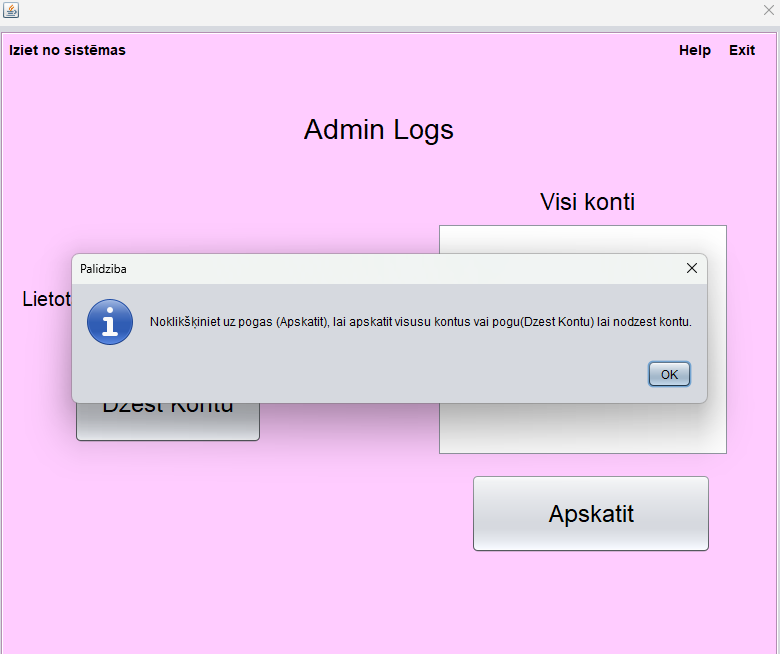 Iziet no sistēmas
Help Exit
Admin Logs
Visi konti
Palidziba
Lietot
Noklikšķiniet uz pogas (Apskatit), lai apskatit visusu kontus vai pogu(Dzest Kontu) lai nodzest kontu.
OK
Dzest Kontu
Apskatit